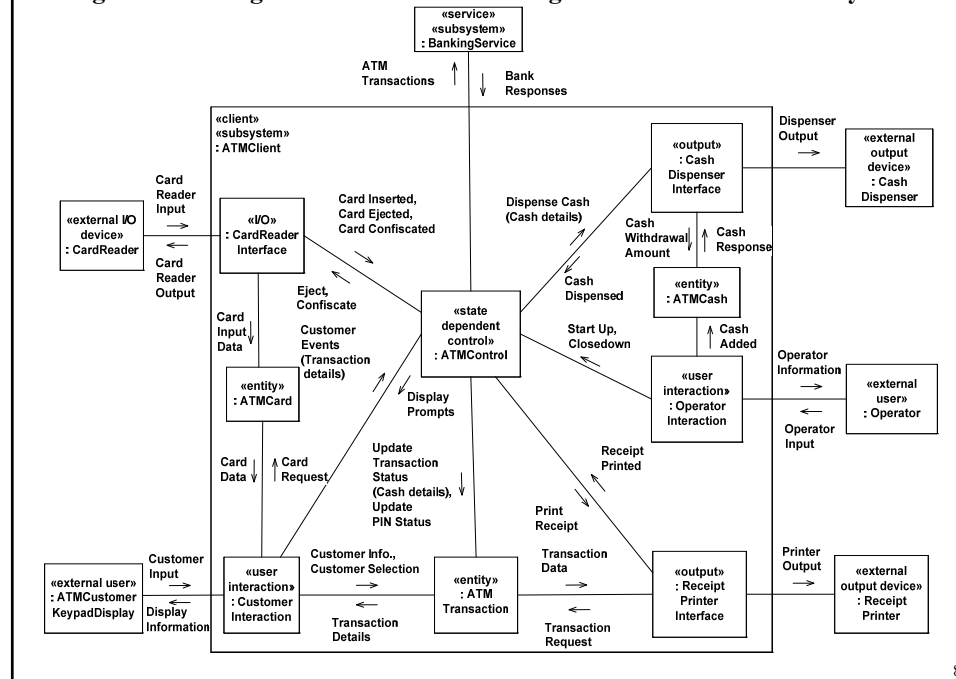 «service»
«subsystem»
: BankingService
ATM
Transactions
Bank
Responses
«client»
«subsystem»
: ATMClient
Dispenser
Output
«output»
: Cash
Dispenser
Interface
«external
output
device»
: Cash
Dispenser
Card
Reader
Input
Card Inserted,
Card Ejected,
Card Confiscated
Dispense Cash
(Cash details)
«external I/O
device»
: CardReader
«I/O»
: CardReader
Interface
Cash
Withdrawal
Amount
Cash
Response
Card
Reader
Output
Eject,
Confiscate
Cash
Dispensed
«entity»
: ATMCash
Card
Input
Data
Customer
Events
(Transaction
details)
«state
dependent
control»
: ATMControl
Start Up,
Closedown
Cash
Added
Operator
Information
«entity»
: ATMCard
Display
Prompts
«user
interaction»
: Operator
Interaction
«external
user»
: Operator
Operator
Input
Card
Data
Card
Request
Update
Transaction
Status
(Cash details),
Update
PIN Status
Receipt
Printed
Print
Receipt
Customer
Input
Customer Info.,
Customer Selection
Transaction
Data
Printer
Output
«external user»
: ATMCustomer
KeypadDisplay
«user
interaction»
: Customer
Interaction
«entity»
: ATM
Transaction
«output»
: Receipt
Printer
Interface
«external
output device»
: Receipt
Printer
Display
Information
Transaction
Details
Transaction
Request